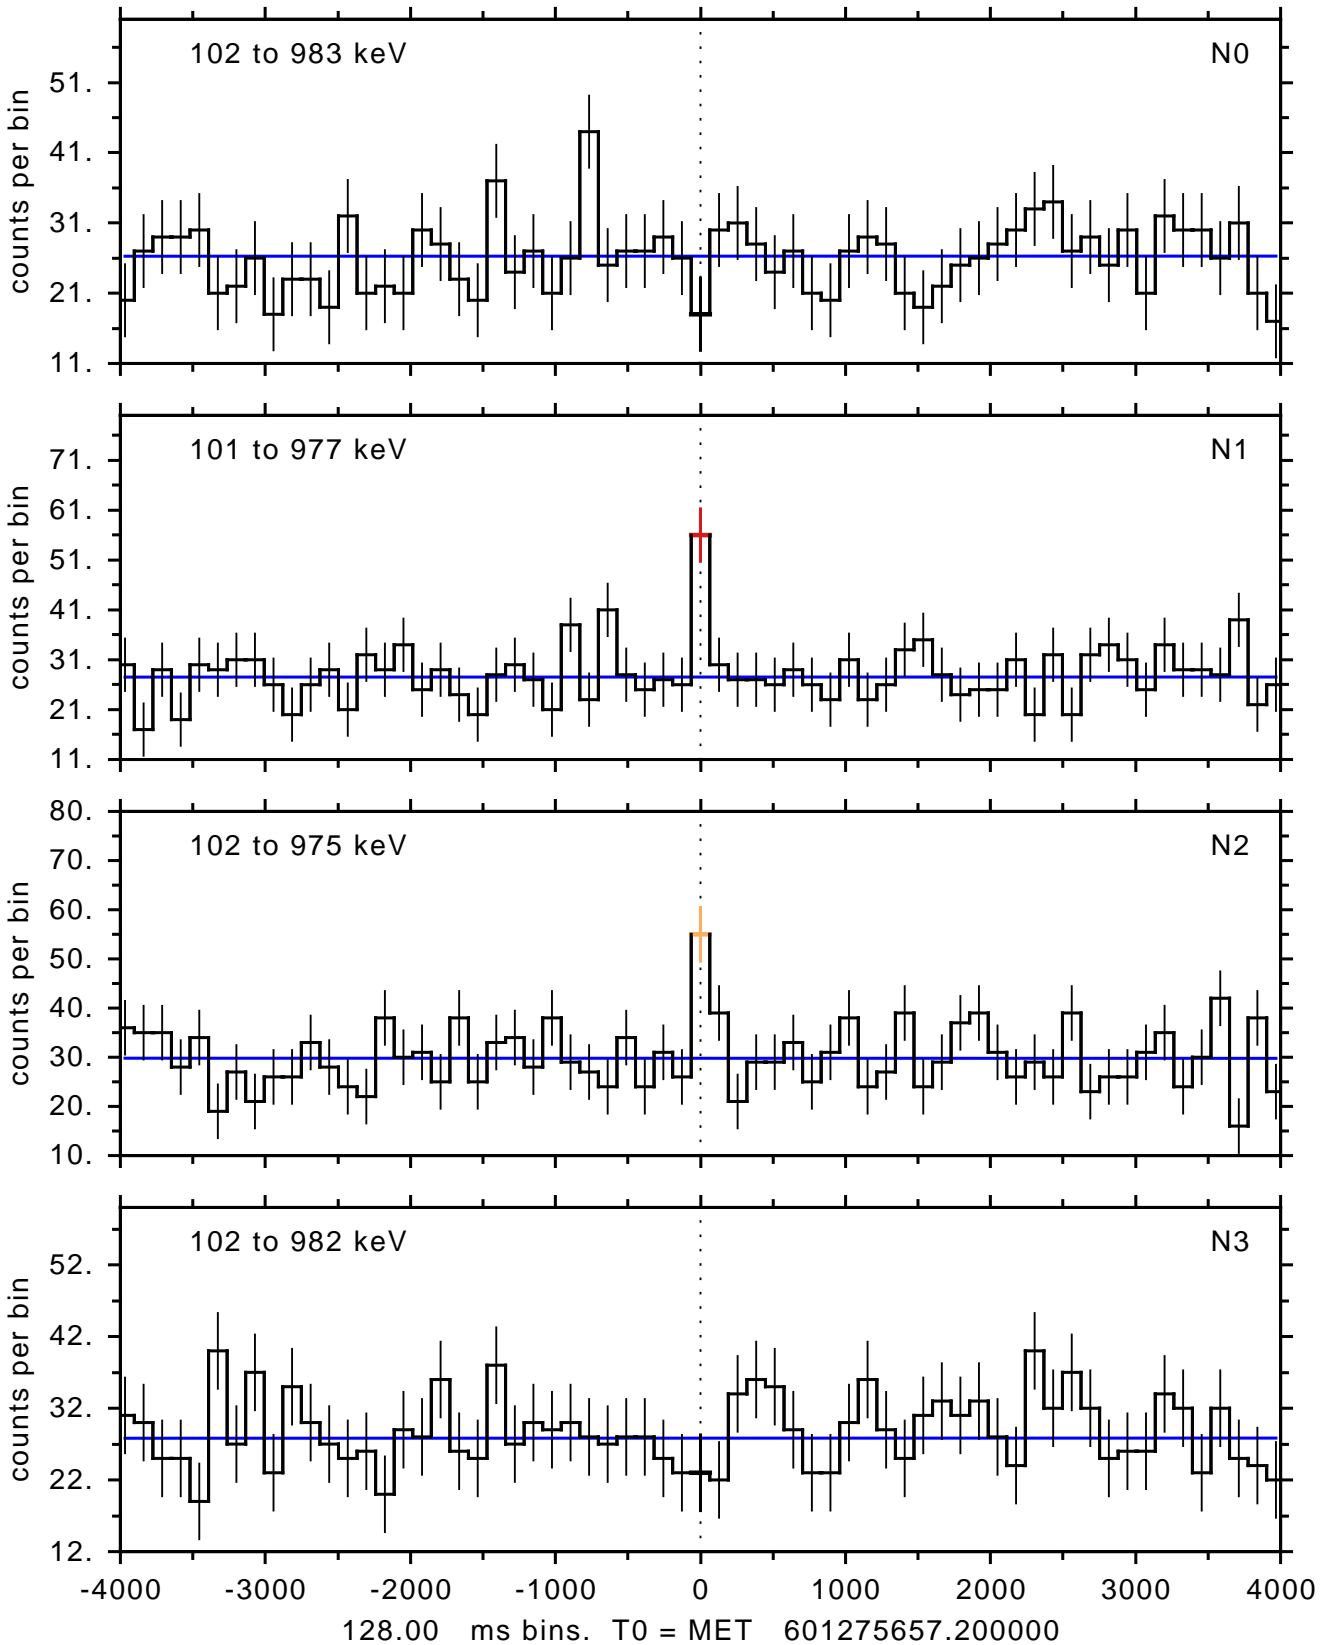 102 to 983 keV N0
51.
41.
31.
21.
11.
counts per bin
101 to 977 keV N1
71.
61.
51.
41.
31.
21.
11.
counts per bin
102 to 975 keV N2
80.
70.
60.
50.
40.
30.
20.
10.
counts per bin
102 to 982 keV N3
52.
42.
32.
22.
12.
counts per bin
-4000 -3000 -2000 -1000 0 1000 2000 3000 4000
128.00 ms bins. T0 = MET 601275657.200000